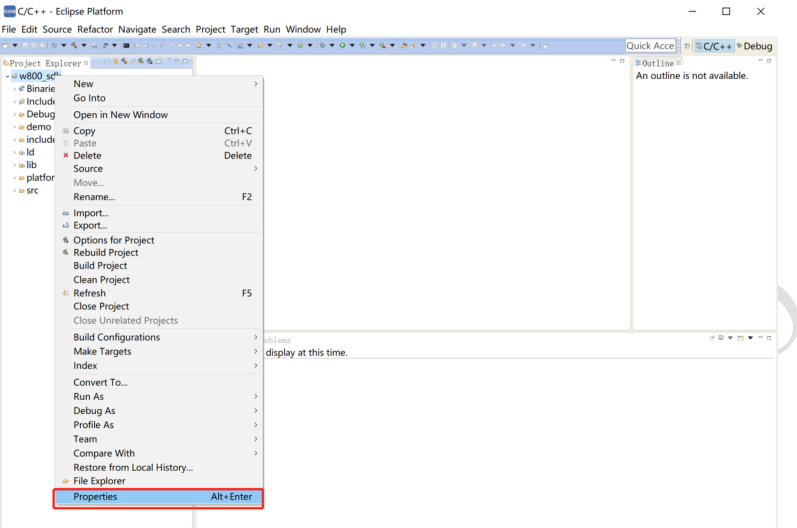 C/C++ - Eclipse Platform
File Edit Source Refactor Navigate Search Project Target Run Window Help
Quick Acce
C/C++
Debug
Project Explorer
Outline
w800_sdk
An outline is not available.
Binarie
Include
Debug
demo
include
ld
lib
platfor
src
New
Go Into
Open in New Window
Copy Ctrl+C
Paste Ctrl+V
Delete Delete
Source
Move...
Rename... F2
Import...
Export...
Options for Project
Rebuild Project
Build Project
Clean Project
Refresh F5
Close Project
Close Unrelated Projects
Build Configurations
Make Targets
Index
Convert To...
Run As
Debug As
Profile As
Team
Compare With
Restore from Local History...
File Explorer
Properties Alt+Enter
oblems
display at this time.